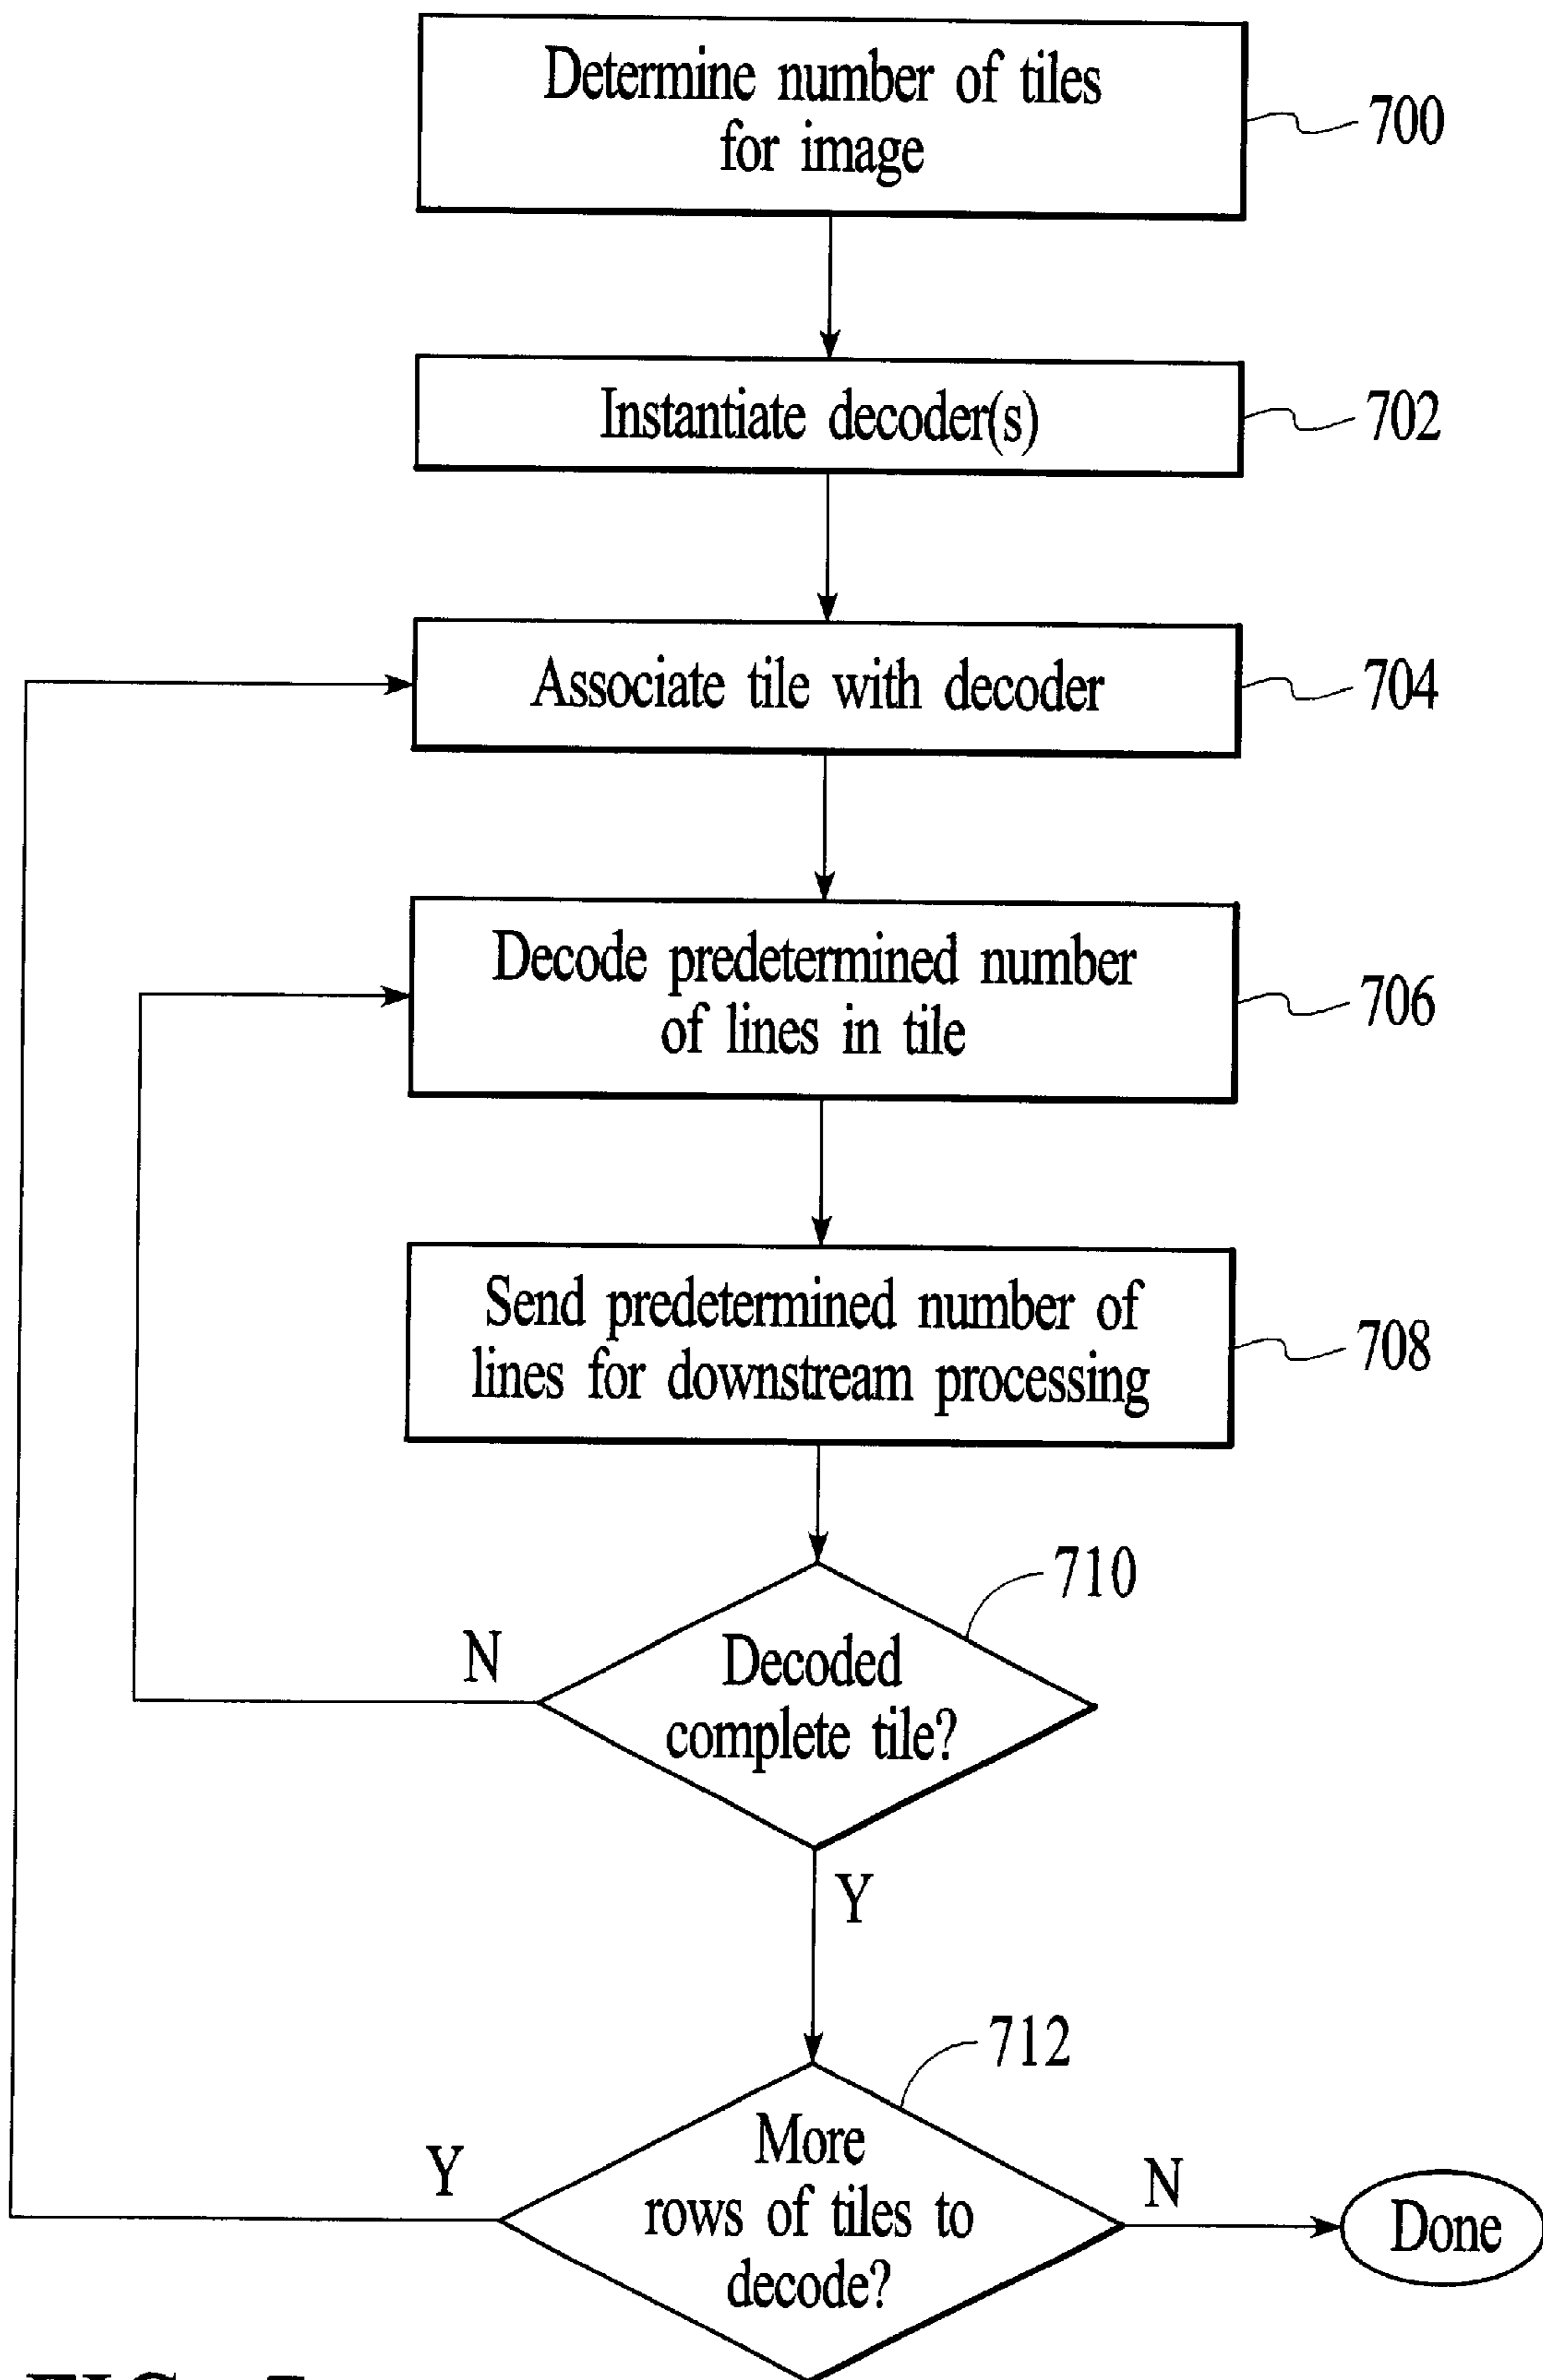 Determine number of tiles
for image
700
Instantiate decoder(s)
702
Associate tile with decoder
704
Decode predetermined number
of lines in tile
706
Send predetermined number of
lines for downstream processing
708
710
Decoded
complete tile?
N
Y
712
More
rows of tiles to
decode?
Y
N
Done